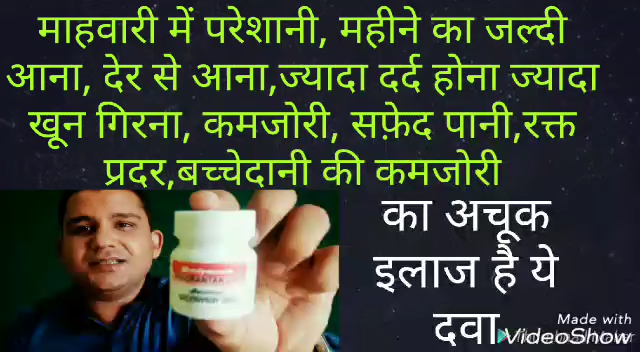 माहवारी में परेशानी, महीने का जल्दी
आना, देर से आना,ज्यादा दर्द होना ज्यादा
खून गिरना, कमजोरी, सफ़ेद पानी,रक्त
प्रदर,बच्चेदानी की कमजोरी
का अचूक
इलाज है ये
दवा
Made with
VideoShow